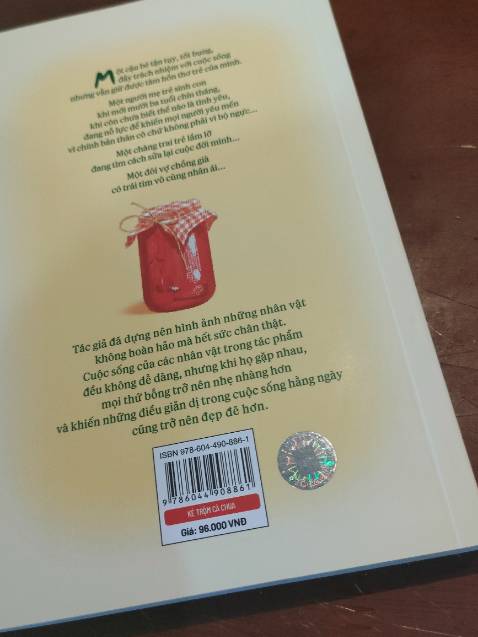 Một cậu bé tận tụy, tốt bụng,
đầy trách nhiệm với cuộc sống
nhưng vẫn giữ được tâm hồn thơ trẻ của mình.
Một người mẹ trẻ sinh con
khi mới mười ba tuổi chín tháng,
khi còn chưa biết thế nào là tình yêu,
đang nỗ lực để khiến mọi người yêu mến
vì chính bản thân cô chứ không phải vì bộ ngực...
Một chàng trai trẻ lầm lỡ
đang tìm cách sửa lại cuộc đời mình...
Một đôi vợ chồng già
có trái tim vô cùng nhân ái...
Tác giả đã dựng nên hình ảnh những nhân vật
không hoàn hảo mà hết sức chân thật.
Cuộc sống của các nhân vật trong tác phẩm
đều không dễ dàng, nhưng khi họ gặp nhau,
mọi thứ bỗng trở nên nhẹ nhàng hơn
và khiến những điều giản dị trong cuộc sống hằng ngày
cũng trở nên đẹp đẽ hơn.
ISBN 978-604-490-886-1
9 786044 908861
KẺ TRỘM CÀ CHUA
Giá: 96.000 VNĐ